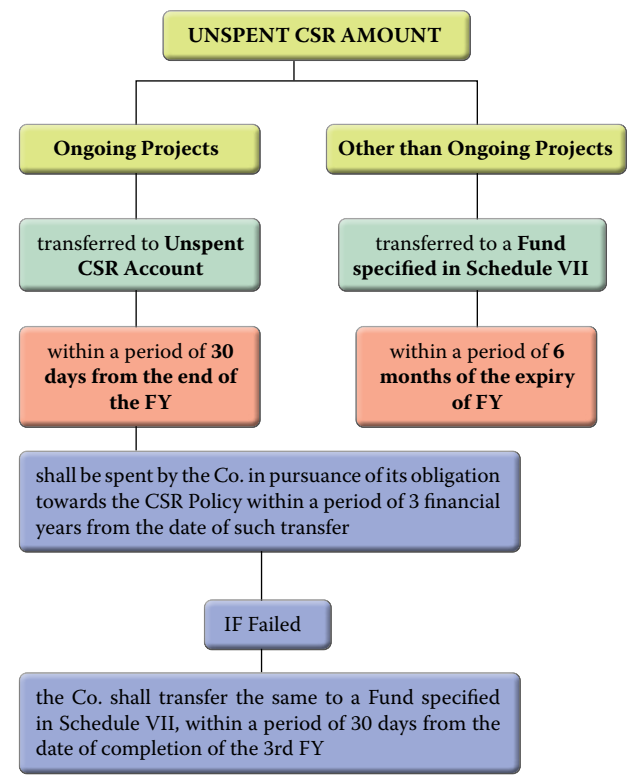 UNSPENT CSR AMOUNT
Ongoing Projects
Other than Ongoing Projects
transferred to Unspent
CSR Account
transferred to a Fund
specified in Schedule VII
within a period of 30
days from the end of
the FY
within a period of 6
months of the expiry
of FY
shall be spent by the Co. in pursuance of its obligation
towards the CSR Policy within a period of 3 financial
years from the date of such transfer
IF Failed
the Co. shall transfer the same to a Fund specified
in Schedule VII, within a period of 30 days from the
date of completion of the 3rd FY